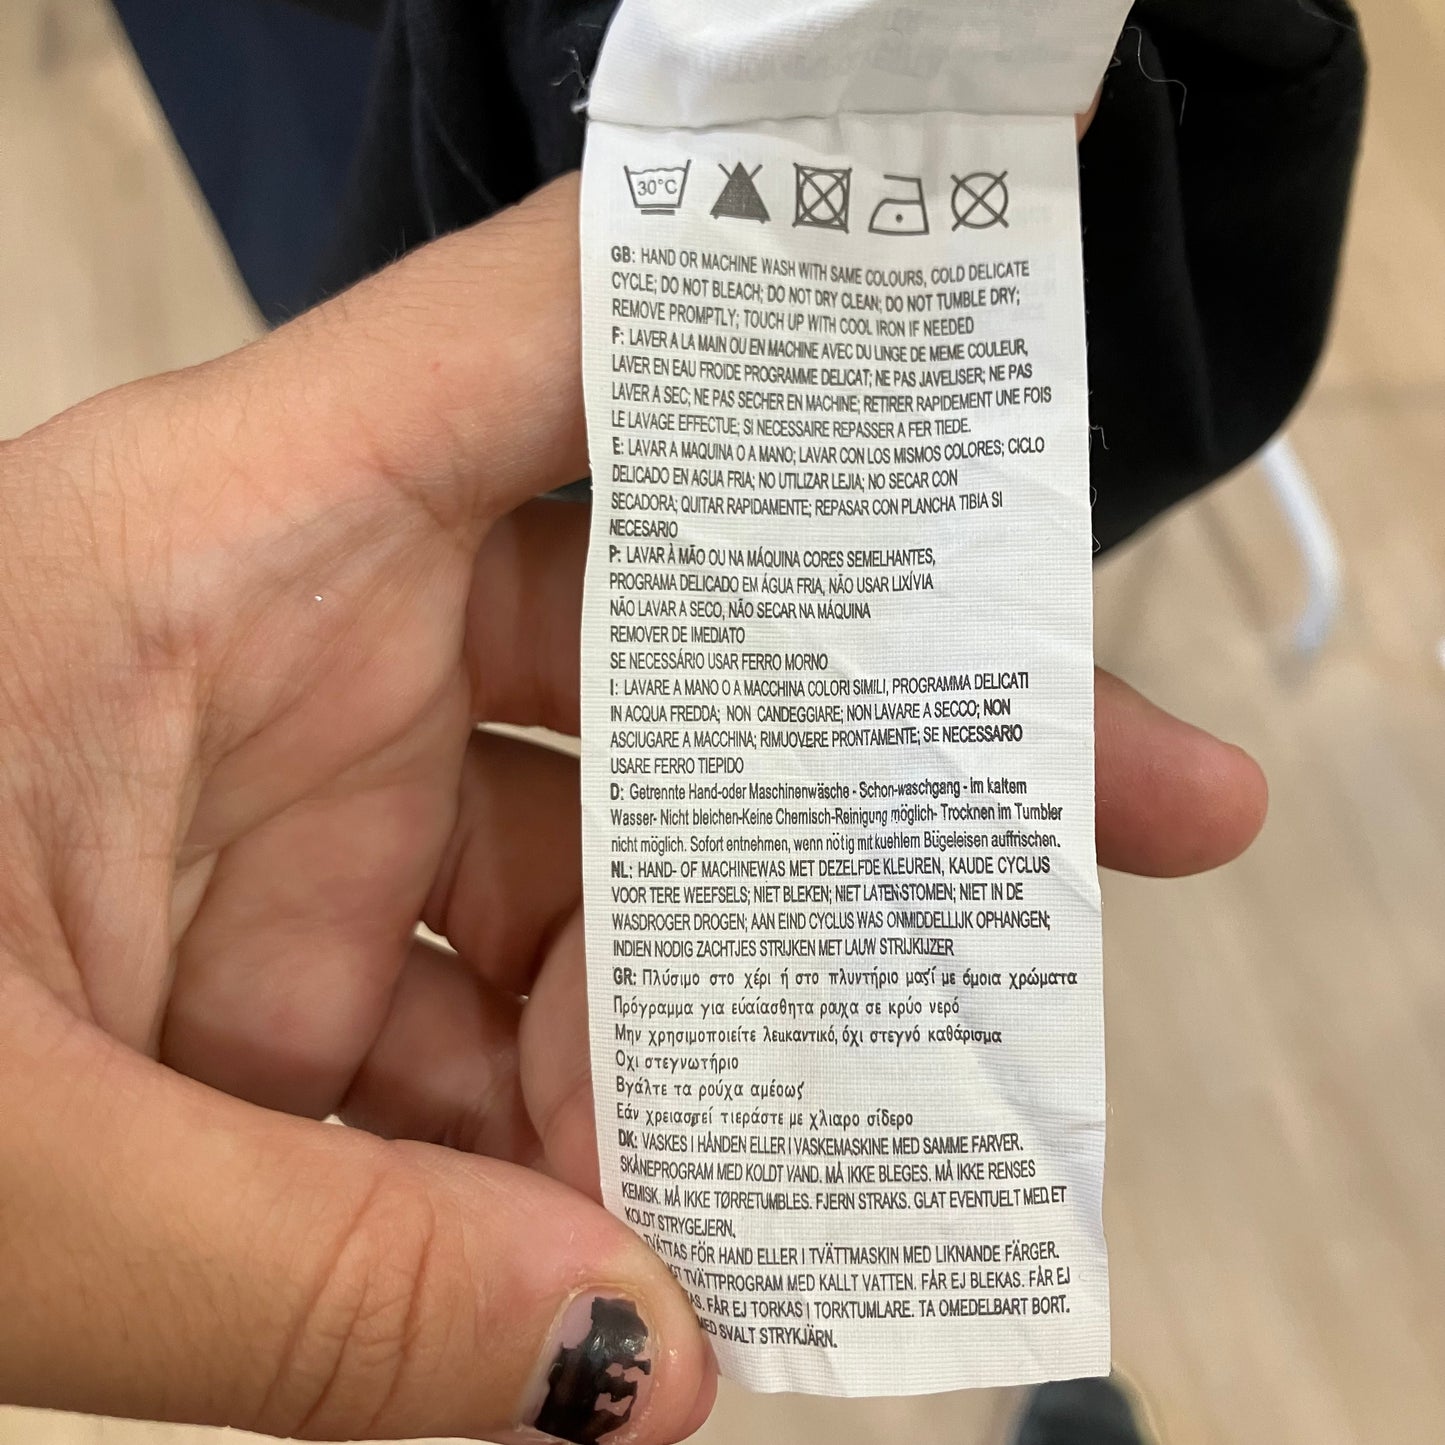 30°C
GB: HAND OR MACHINE WASH WITH SAME COLOURS, COLD DELICATE
CYCLE; DO NOT BLEACH; DO NOT DRY CLEAN; DO NOT TUMBLE DRY;
REMOVE PROMPTLY; TOUCH UP WITH COOL IRON IF NEEDED
F: LAVER A LA MAIN OU EN MACHINE AVEC DU LINGE DE MEME COULEUR,
LAVER EN EAU FROIDE PROGRAMME DELICAT; NE PAS JAVELISER; NE PAS
LAVER A SEC; NE PAS SECHER EN MACHINE; RETIRER RAPIDEMENT UNE FOIS
LE LAVAGE EFFECTUE; SI NECESSAIRE REPASSER A FER TIEDE.
E: LAVAR A MAQUINA O A MANO; LAVAR CON LOS MISMOS COLORES; CICLO
DELICADO EN AGUA FRIA; NO UTILIZAR LEJIA; NO SECAR CON
SECADORA; QUITAR RAPIDAMENTE; REPASAR CON PLANCHA TIBIA SI
NECESARIO
P: LAVAR À MÃO OU NA MÁQUINA CORES SEMELHANTES,
PROGRAMA DELICADO EM ÁGUA FRIA, NÃO USAR LIXÍVIA
NÃO LAVAR A SECO, NÃO SECAR NA MÁQUINA
REMOVER DE IMEDIATO
SE NECESSÁRIO USAR FERRO MORNO
I: LAVARE A MANO O A MACCHINA COLORI SIMILI, PROGRAMMA DELICATI
IN ACQUA FREDDA; NON CANDEGGIARE; NON LAVARE A SECCO; NON
ASCIUGARE A MACCHINA; RIMUOVERE PRONTAMENTE; SE NECESSARIO
USARE FERRO TIEPIDO
D: Getrennte Hand-oder Maschinenwäsche - Schon-waschgang - im kaltem
Wasser- Nicht bleichen-Keine Chemisch-Reinigung möglich- Trocknen im Tumbler
nicht möglich. Sofort entnehmen, wenn nötig mit kuehlem Bügeleisen auffrischen.
NL: HAND- OF MACHINEWAS MET DEZELFDE KLEUREN, KAUDE CYCLUS
VOOR TERE WEEFSELS; NIET BLEKEN; NIET LATEN STOMEN; NIET IN DE
WASDROGER DROGEN; AAN EIND CYCLUS WAS ONMIDDELLIJK OPHANGEN;
INDIEN NODIG ZACHTJES STRIJKEN MET LAUW STRIJKIJZER
GR: Πλύσιμο στο χέρι ή στο πλυντήριο μαζί με όμοια χρώματα
Πρόγραμμα για ευαίασθητα ρουχα σε κρύο νερό
Μην χρησιμοποιείτε λευκαντικό, όχι στεγνό καθάρισμα
Οχι στεγνωτήριο
Βγάλτε τα ρούχα αμέσως
Εάν χρειασρεί τιεράστε με χλιαρο σίδερο
DK: VASKES I HÅNDEN ELLER I VASKEMASKINE MED SAMME FARVER.
SKÅNEPROGRAM MED KOLDT VAND. MÅ IKKE BLEGES. MÅ IKKE RENSES
KEMISK. MÅ IKKE TØRRETUMBLES. FJERN STRAKS. GLAT EVENTUELT MED ET
KOLDT STRYGEJERN.
TVÄTTAS FÖR HAND ELLER I TVÄTTMASKIN MED LIKNANDE FÄRGER.
TVÄTTPROGRAM MED KALLT VATTEN. FÅR EJ BLEKAS. FÅR EJ
FÅR EJ TORKAS I TORKTUMLARE. TA OMEDELBART BORT.
MED SVALT STRYKJÄRN.